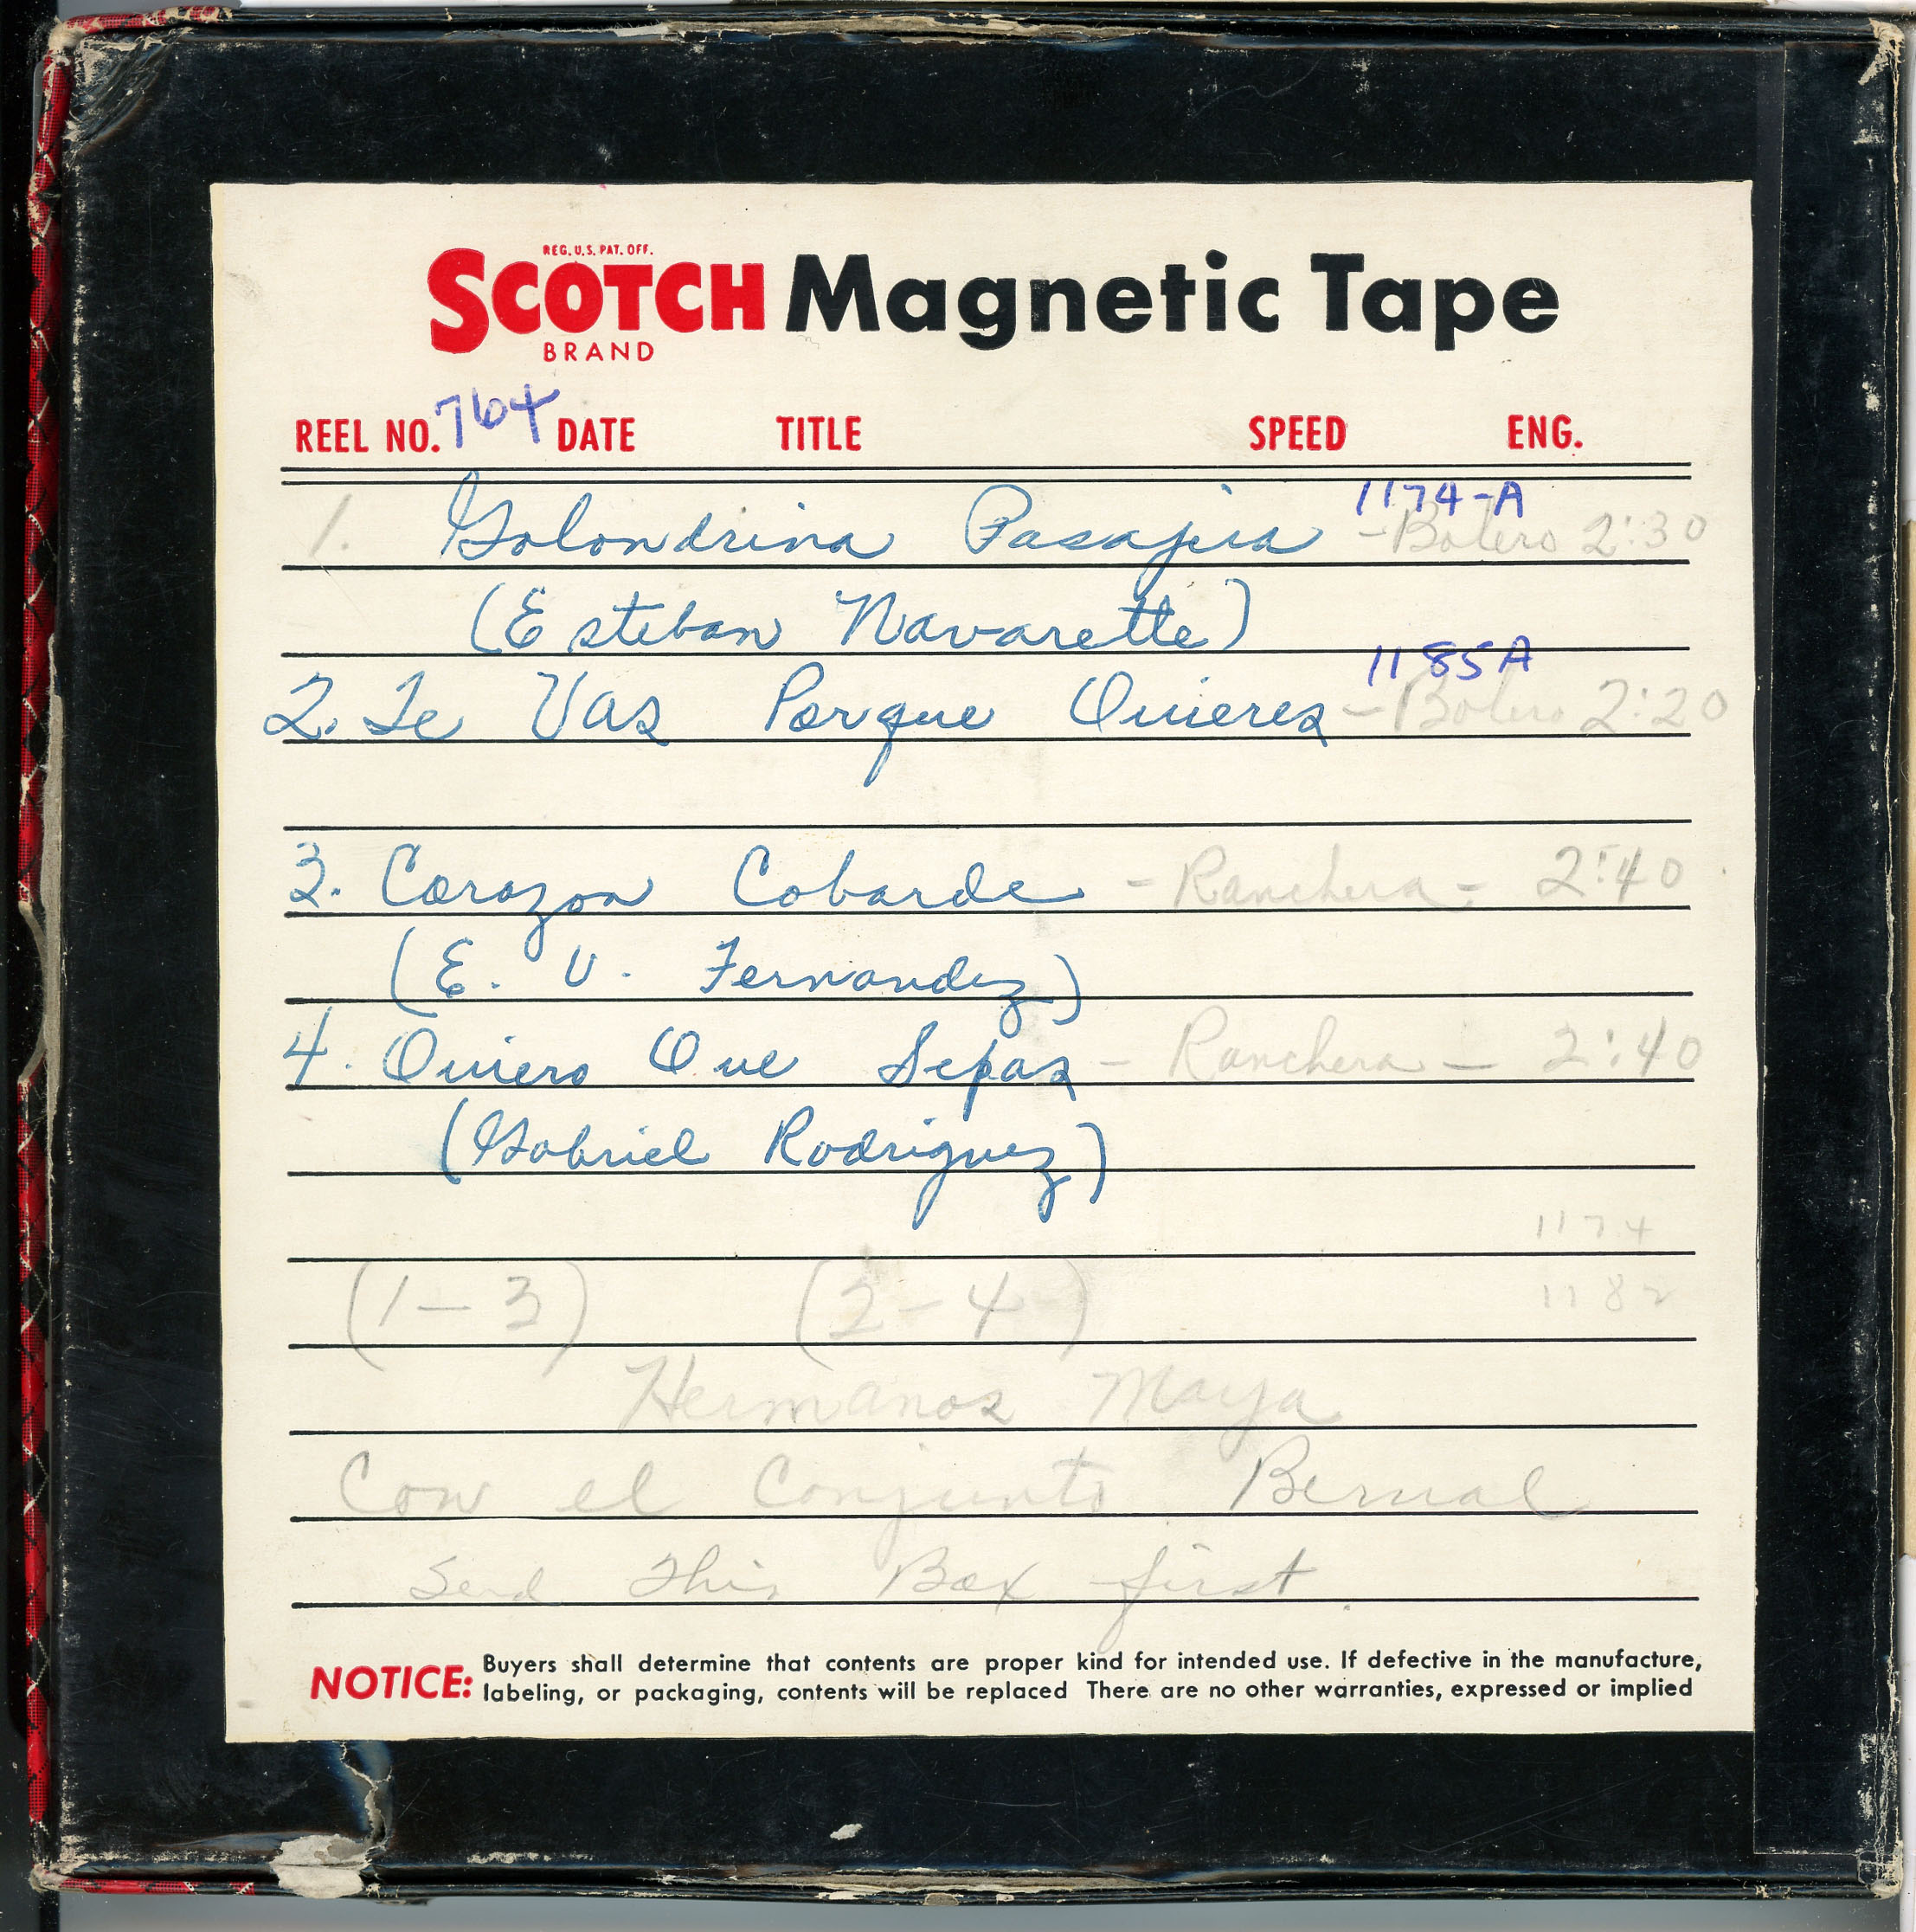 REG. U.S. PAT. OFF.
SCOTCH Magnetic Tape
BRAND
REEL NO. 764 DATE TITLE SPEED ENG.
1174-A
1. Golondrina Pasajera - Bolero 2:30
(Esteban Navarette)
1185A
2. Te Vas Porque Quieres - Bolero 2:20
3. Corazon Cobarde - Ranchera - 2:40
(E. V. Fernandez)
4. Quiero Que Sepas - Ranchera - 2:40
(Gabriel Rodriguez)
1174
(1-3) (2-4) 1182
Hermanos Maya
Con el Conjunto Bernal
Send This Box first.
NOTICE: Buyers shall determine that contents are proper kind for intended use. If defective in the manufacture,
labeling, or packaging, contents will be replaced There are no other warranties, expressed or implied